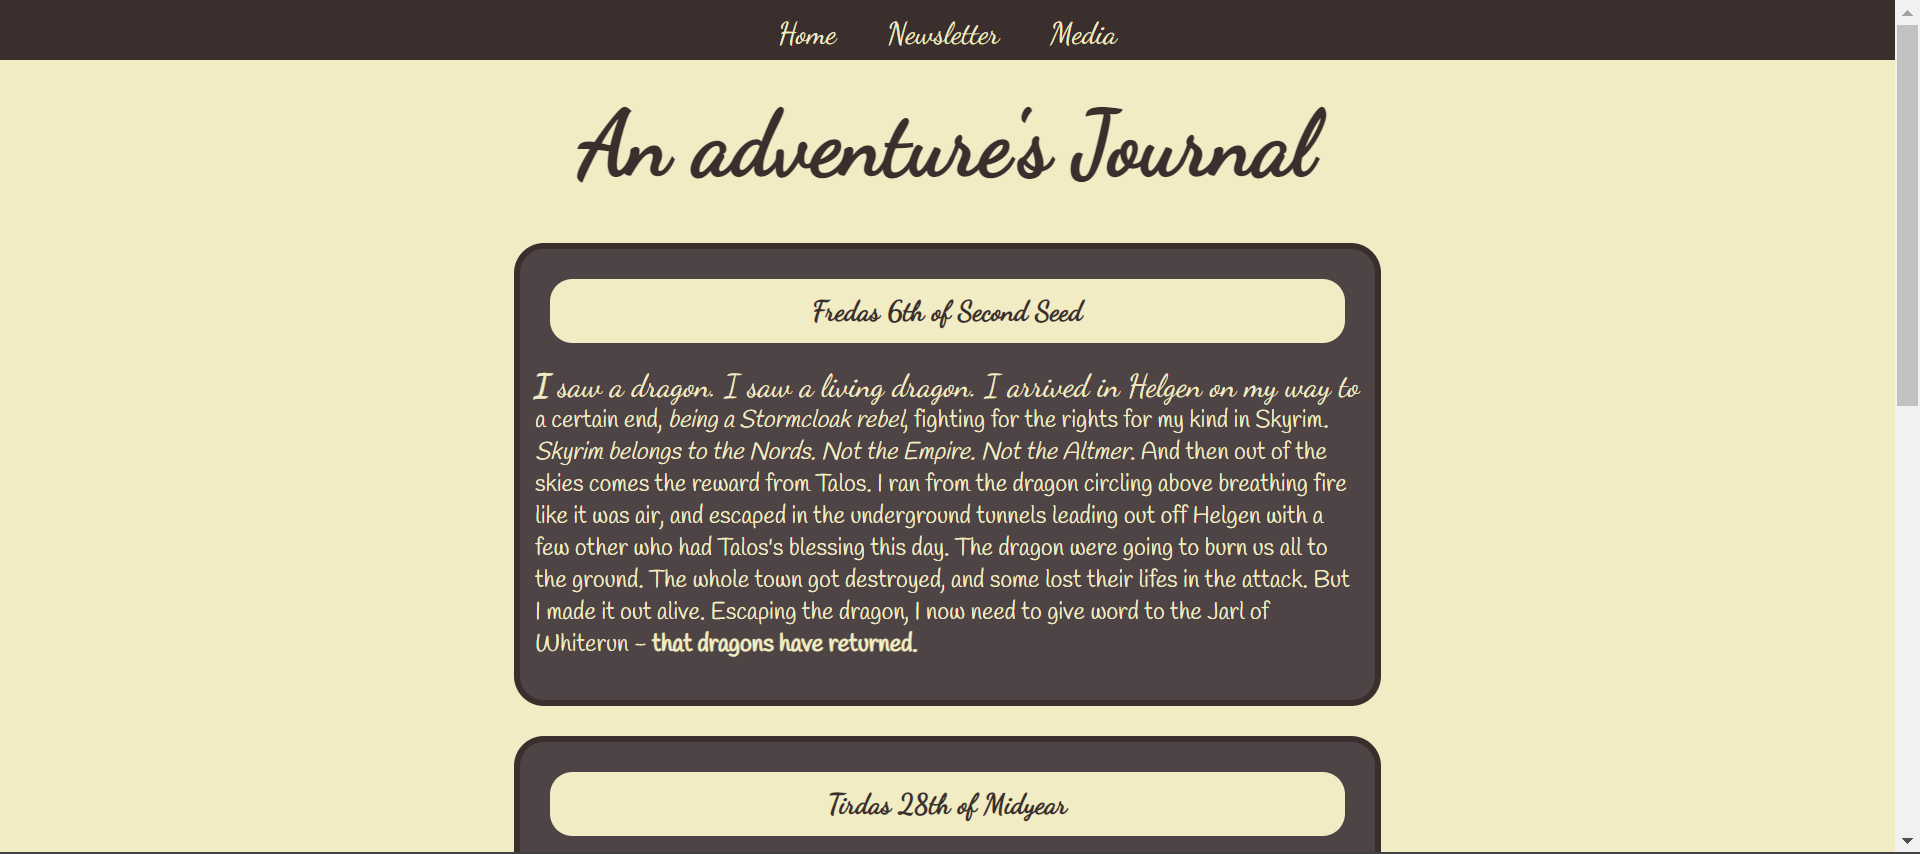 Home Newsletter Media
An adventure's Journal
Fredas 6th of Second Seed
I saw a dragon. I saw a living dragon. I arrived in Helgen on my way to
a certain end, being a Stormcloak rebel, fighting for the rights for my kind in Skyrim.
Skyrim belongs to the Nords. Not the Empire. Not the Altmer. And then out of the
skies comes the reward from Talos. I ran from the dragon circling above breathing fire
like it was air, and escaped in the underground tunnels leading out off Helgen with a
few other who had Talos's blessing this day. The dragon were going to burn us all to
the ground. The whole town got destroyed, and some lost their lifes in the attack. But
I made it out alive. Escaping the dragon, I now need to give word to the Jarl of
Whiterun - that dragons have returned.
Tirdas 28th of Midyear